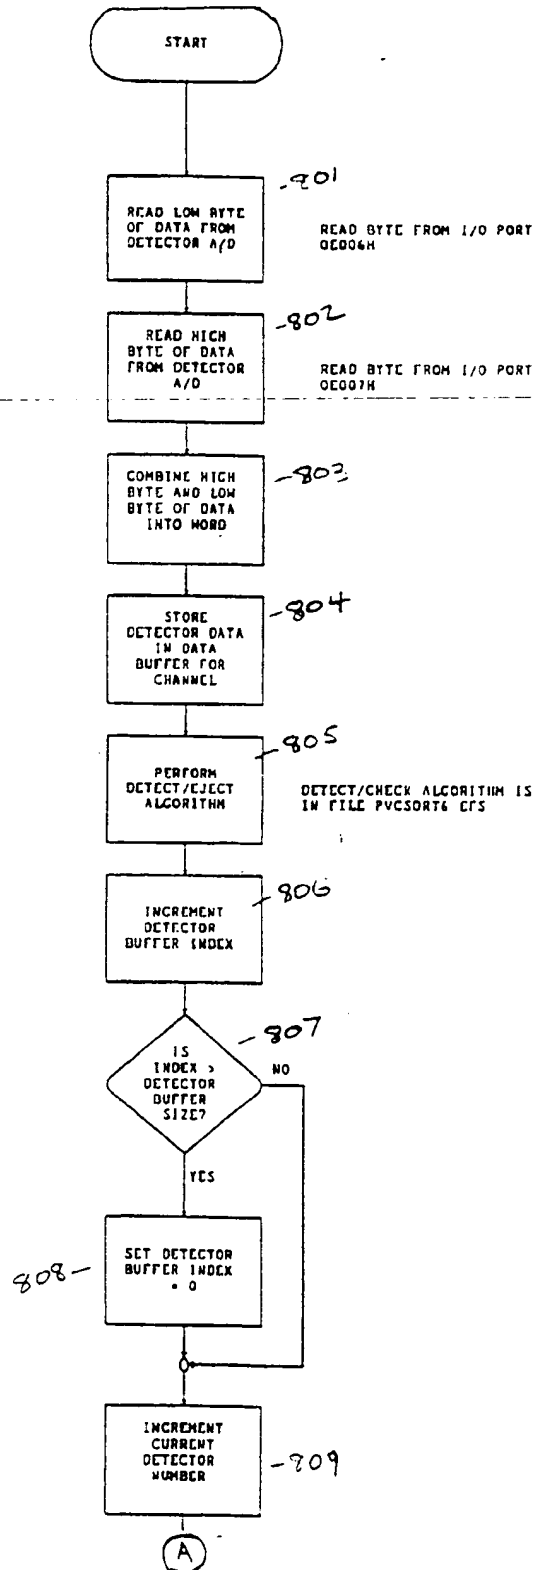 START
-801
READ LOW BYTE
OF DATA FROM
DETECTOR A/D
READ BYTE FROM I/O PORT
0E006H
-802
READ HIGH
BYTE OF DATA
FROM DETECTOR
A/D
READ BYTE FROM I/O PORT
0E007H
-803
COMBINE HIGH
BYTE AND LOW
BYTE OF DATA
INTO WORD
-804
STORE
DETECTOR DATA
IN DATA
BUFFER FOR
CHANNEL
-805
PERFORM
DETECT/EJECT
ALGORITHM
DETECT/CHECK ALGORITHM IS
IN FILE PVCSORT6 EFS
-806
INCREMENT
DETECTOR
BUFFER INDEX
-807
IS
INDEX >
DETECTOR
BUFFER
SIZE?
NO
YES
808-
SET DETECTOR
BUFFER INDEX
= 0
INCREMENT
CURRENT
DETECTOR
NUMBER
-809
A